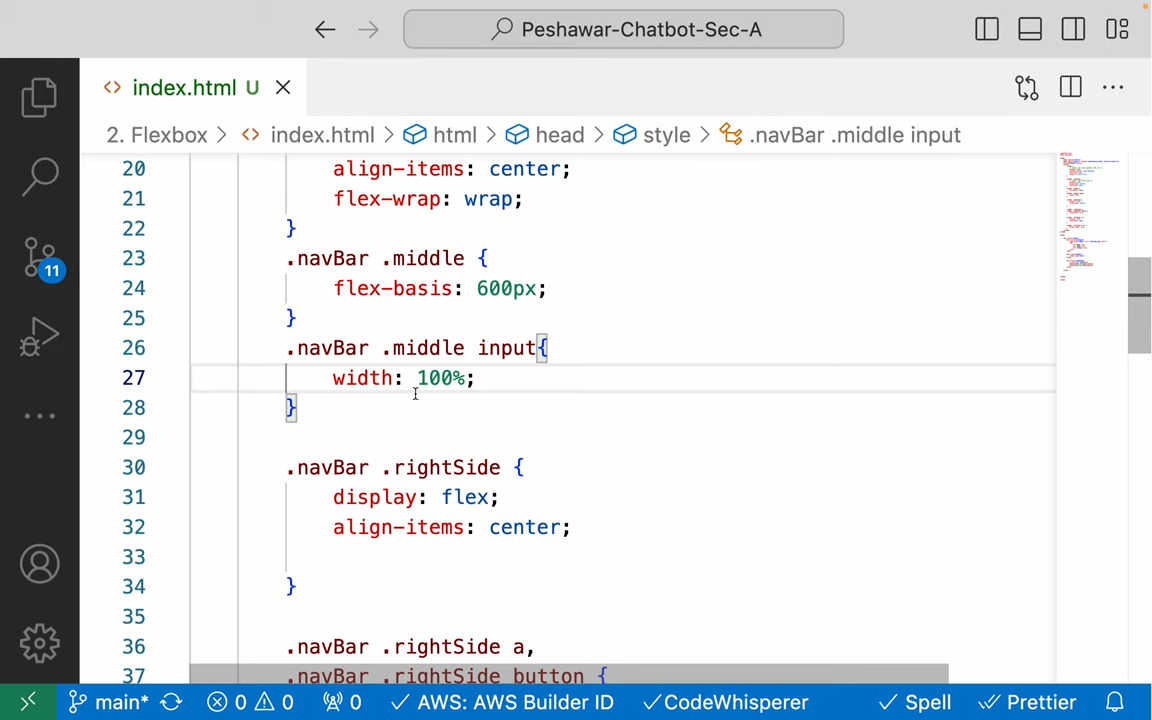 Peshawar-Chatbot-Sec-A
index.html U
2. Flexbox > index.html > html > head > style > .navBar .middle input
20 align-items: center;
21 flex-wrap: wrap;
22 }
23 .navBar .middle {
24 flex-basis: 600px;
25 }
26 .navBar .middle input{
27 width: 100%;
28 }
29
30 .navBar .rightSide {
31 display: flex;
32 align-items: center;
33
34 }
35
36 .navBar .rightSide a,
37 .navBar .rightSide button {
11
main* 0 0 0 AWS: AWS Builder ID CodeWhisperer Spell Prettier